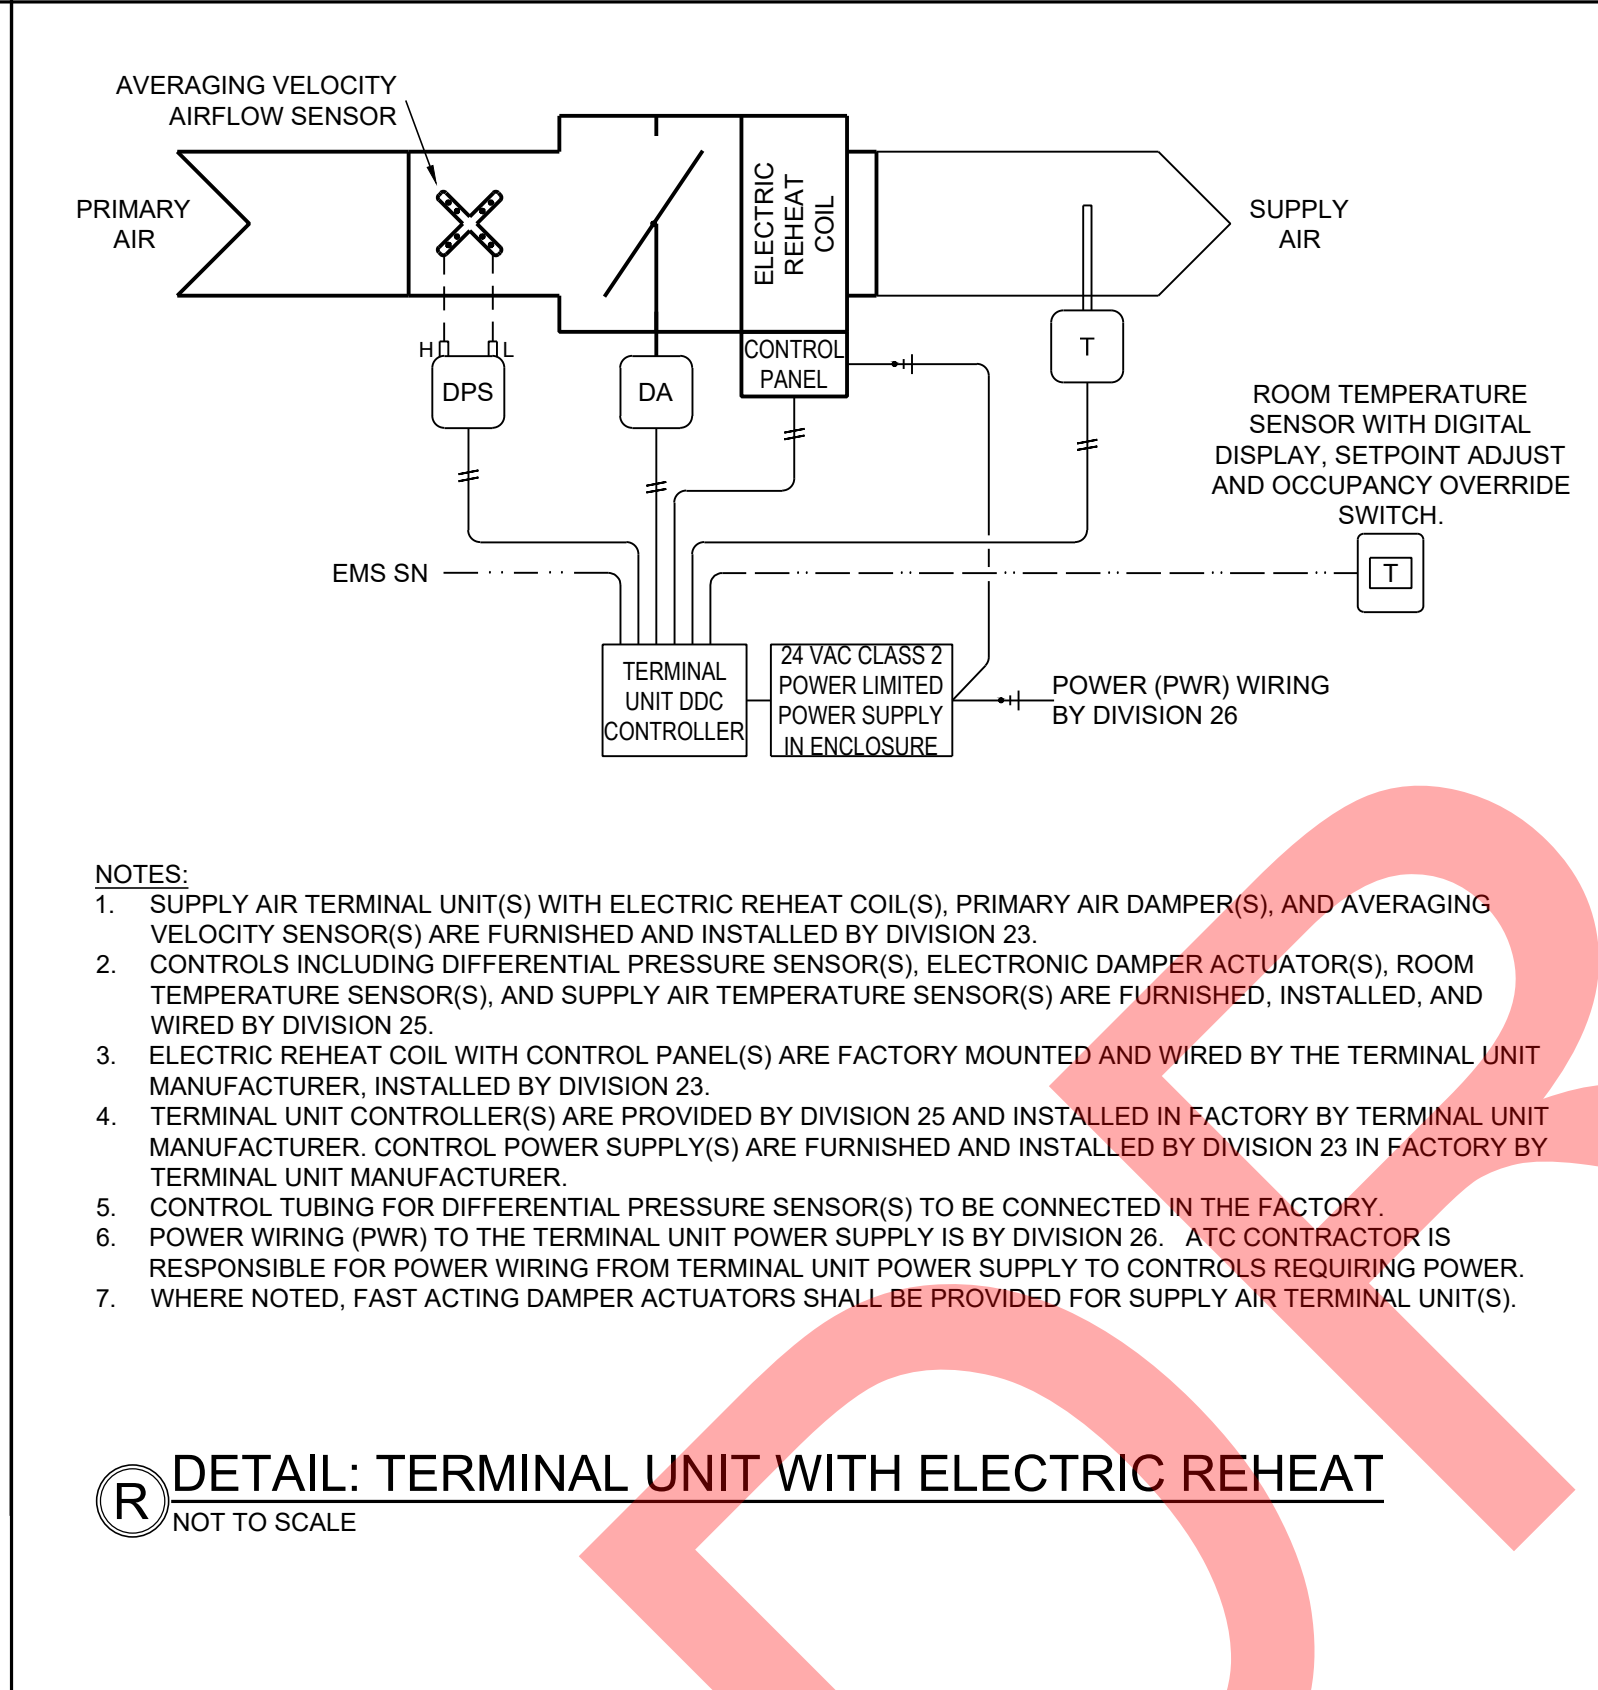 AVERAGING VELOCITY
AIRFLOW SENSOR
PRIMARY
AIR
ELECTRIC
REHEAT
COIL
SUPPLY
AIR
H
L
DPS
DA
CONTROL
PANEL
T
ROOM TEMPERATURE
SENSOR WITH DIGITAL
DISPLAY, SETPOINT ADJUST
AND OCCUPANCY OVERRIDE
SWITCH.
T
EMS SN
TERMINAL
UNIT DDC
CONTROLLER
24 VAC CLASS 2
POWER LIMITED
POWER SUPPLY
IN ENCLOSURE
POWER (PWR) WIRING
BY DIVISION 26
NOTES:
1. SUPPLY AIR TERMINAL UNIT(S) WITH ELECTRIC REHEAT COIL(S), PRIMARY AIR DAMPER(S), AND AVERAGING
VELOCITY SENSOR(S) ARE FURNISHED AND INSTALLED BY DIVISION 23.
2. CONTROLS INCLUDING DIFFERENTIAL PRESSURE SENSOR(S), ELECTRONIC DAMPER ACTUATOR(S), ROOM
TEMPERATURE SENSOR(S), AND SUPPLY AIR TEMPERATURE SENSOR(S) ARE FURNISHED, INSTALLED, AND
WIRED BY DIVISION 25.
3. ELECTRIC REHEAT COIL WITH CONTROL PANEL(S) ARE FACTORY MOUNTED AND WIRED BY THE TERMINAL UNIT
MANUFACTURER, INSTALLED BY DIVISION 23.
4. TERMINAL UNIT CONTROLLER(S) ARE PROVIDED BY DIVISION 25 AND INSTALLED IN FACTORY BY TERMINAL UNIT
MANUFACTURER. CONTROL POWER SUPPLY(S) ARE FURNISHED AND INSTALLED BY DIVISION 23 IN FACTORY BY
TERMINAL UNIT MANUFACTURER.
5. CONTROL TUBING FOR DIFFERENTIAL PRESSURE SENSOR(S) TO BE CONNECTED IN THE FACTORY.
6. POWER WIRING (PWR) TO THE TERMINAL UNIT POWER SUPPLY IS BY DIVISION 26. ATC CONTRACTOR IS
RESPONSIBLE FOR POWER WIRING FROM TERMINAL UNIT POWER SUPPLY TO CONTROLS REQUIRING POWER.
7. WHERE NOTED, FAST ACTING DAMPER ACTUATORS SHALL BE PROVIDED FOR SUPPLY AIR TERMINAL UNIT(S).
R
DETAIL: TERMINAL UNIT WITH ELECTRIC REHEAT
NOT TO SCALE
DR